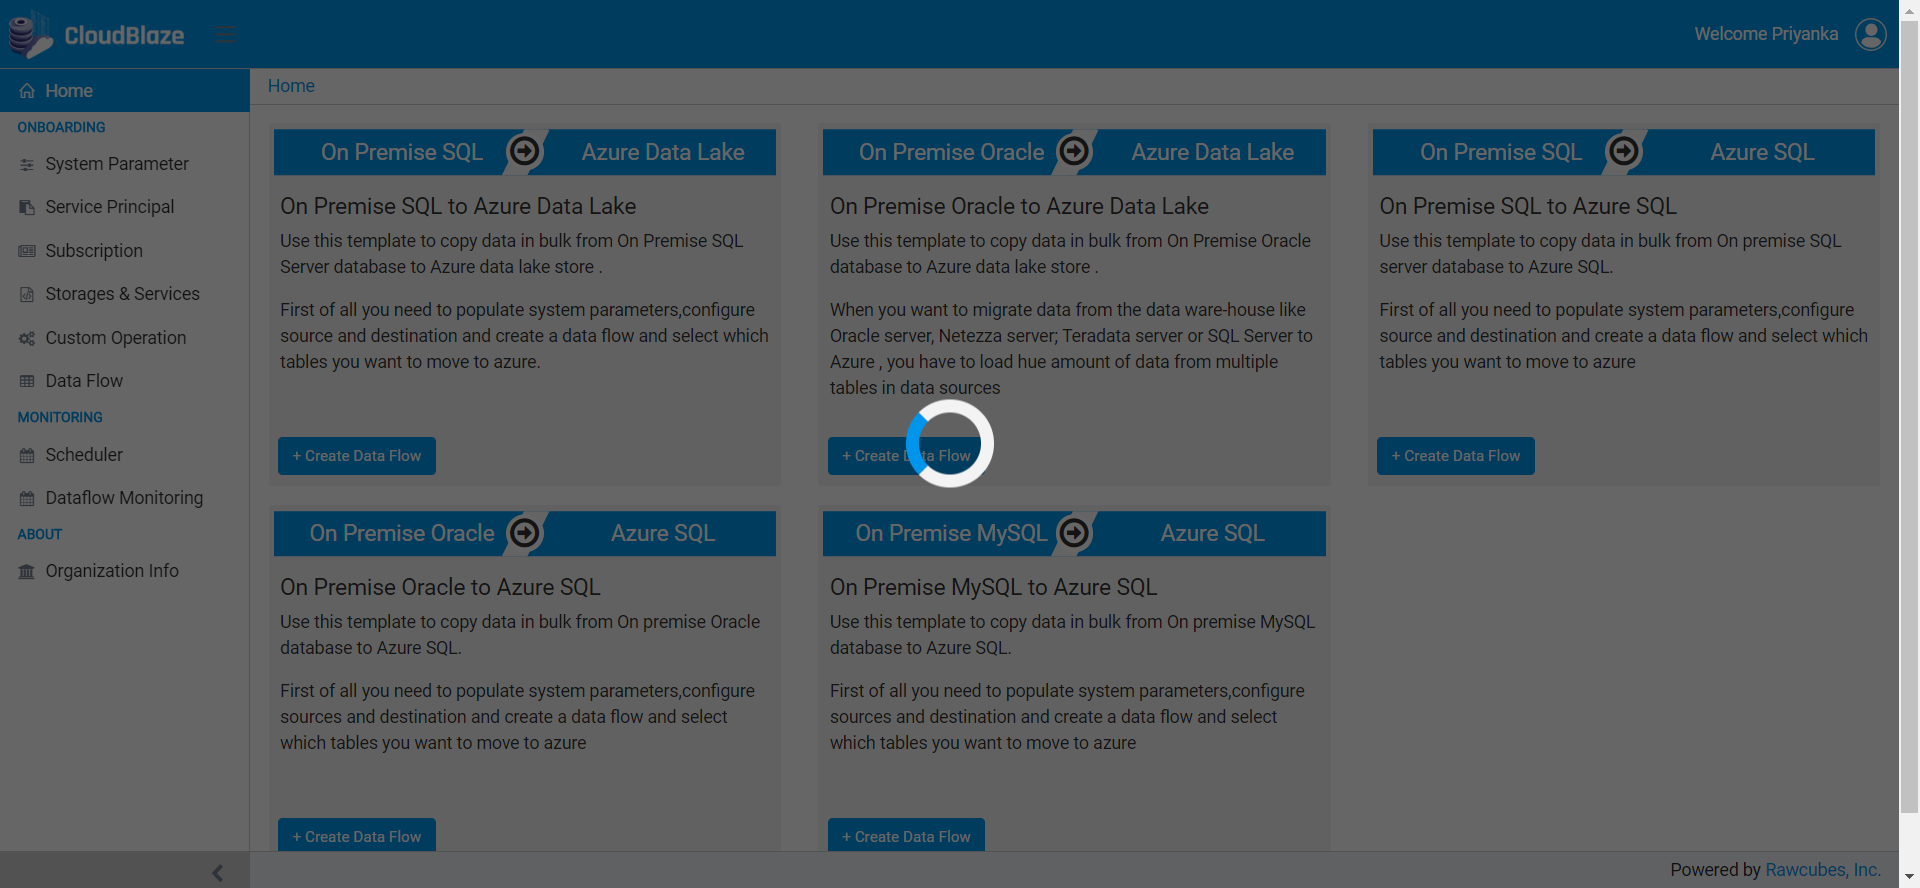 CloudBlaze
Welcome Priyanka
Home
ONBOARDING
System Parameter
Service Principal
Subscription
Storages & Services
Custom Operation
Data Flow
MONITORING
Scheduler
Dataflow Monitoring
ABOUT
Organization Info
Home
On Premise SQL Azure Data Lake
On Premise SQL to Azure Data Lake
Use this template to copy data in bulk from On Premise SQL
Server database to Azure data lake store .
First of all you need to populate system parameters,configure
source and destination and create a data flow and select which
tables you want to move to azure.
+ Create Data Flow
On Premise Oracle Azure Data Lake
On Premise Oracle to Azure Data Lake
Use this template to copy data in bulk from On Premise Oracle
database to Azure data lake store .
When you want to migrate data from the data ware-house like
Oracle server, Netezza server; Teradata server or SQL Server to
Azure , you have to load hue amount of data from multiple
tables in data sources
+ Create Data Flow
On Premise SQL Azure SQL
On Premise SQL to Azure SQL
Use this template to copy data in bulk from On premise SQL
server database to Azure SQL.
First of all you need to populate system parameters,configure
source and destination and create a data flow and select which
tables you want to move to azure
+ Create Data Flow
On Premise Oracle Azure SQL
On Premise Oracle to Azure SQL
Use this template to copy data in bulk from On premise Oracle
database to Azure SQL.
First of all you need to populate system parameters,configure
sources and destination and create a data flow and select
which tables you want to move to azure
+ Create Data Flow
On Premise MySQL Azure SQL
On Premise MySQL to Azure SQL
Use this template to copy data in bulk from On premise MySQL
database to Azure SQL.
First of all you need to populate system parameters,configure
sources and destination and create a data flow and select
which tables you want to move to azure
+ Create Data Flow
Powered by Rawcubes, Inc.